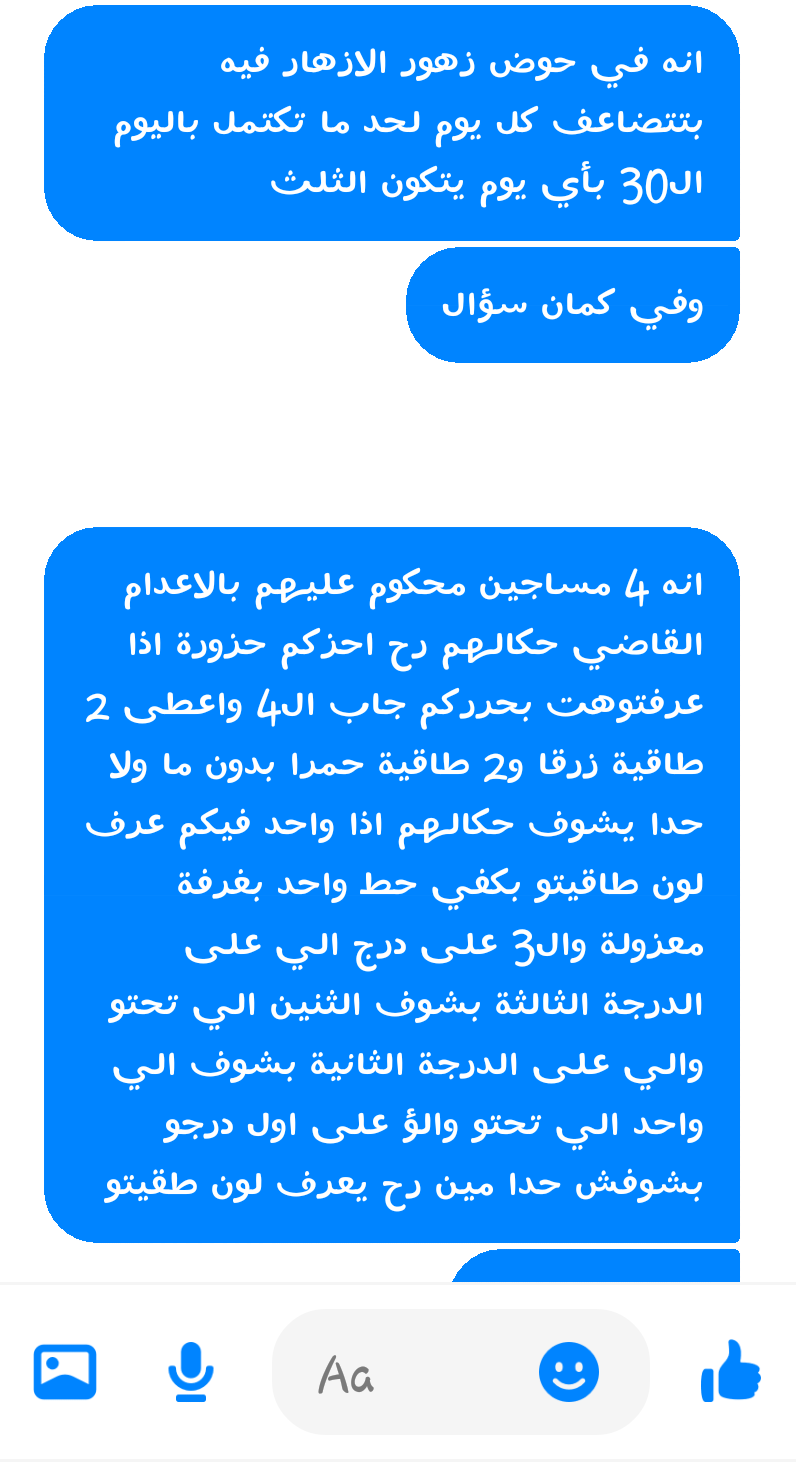 انه في حوض زهور الازهار فيه
بتتضاعف كل يوم لحد ما تكتمل باليوم
ال30 بأي يوم يتكون الثلث
وفي كمان سؤال
انه 4 مساجين محكوم عليهم بالاعدام
القاضي حكالهم رح احزكم حزورة اذا
عرفتوهت بحرركم جاب ال4 واعطى 2
طاقية زرقا و2 طاقية حمرا بدون ما ولا
حدا يشوف حكالهم اذا واحد فيكم عرف
لون طاقيتو بكفي حط واحد بغرفة
معزولة وال3 على درج الي على
الدرجة الثالثة بشوف الثنين الي تحتو
والي على الدرجة الثانية بشوف الي
واحد الي تحتو والؤ على اول درجو
بشوفش حدا مين رح يعرف لون طقيتو
Aa